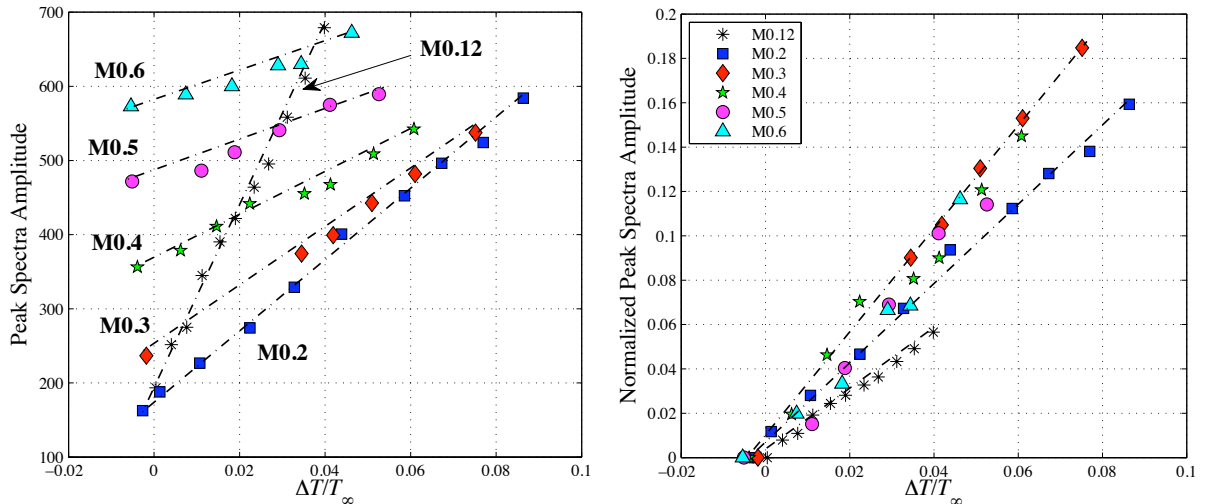 700
600
500
400
300
200
100
Peak Spectra Amplitude
M0.6
M0.12
M0.5
M0.4
M0.3
M0.2
−0.02 0 0.02 0.04 0.06 0.08 0.1
ΔT/T∞
0.2
0.18
0.16
0.14
0.12
0.1
0.08
0.06
0.04
0.02
0
Normalized Peak Spectra Amplitude
M0.12
M0.2
M0.3
M0.4
M0.5
M0.6
−0.02 0 0.02 0.04 0.06 0.08 0.1
ΔT/T∞